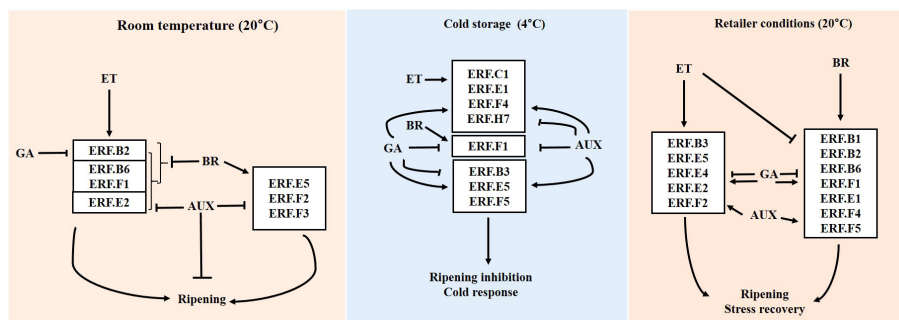 Room temperature (20°C)
ET
GA
ERF.B2
ERF.B6
ERF.F1
ERF.E2
BR
AUX
ERF.E5
ERF.F2
ERF.F3
Ripening
Cold storage (4°C)
ET
ERF.C1
ERF.E1
ERF.F4
ERF.H7
BR
GA
ERF.F1
AUX
ERF.B3
ERF.E5
ERF.F5
Ripening inhibition
Cold response
Retailer conditions (20°C)
ET
BR
ERF.B3
ERF.E5
ERF.E4
ERF.E2
ERF.F2
GA
AUX
ERF.B1
ERF.B2
ERF.B6
ERF.F1
ERF.E1
ERF.F4
ERF.F5
Ripening
Stress recovery